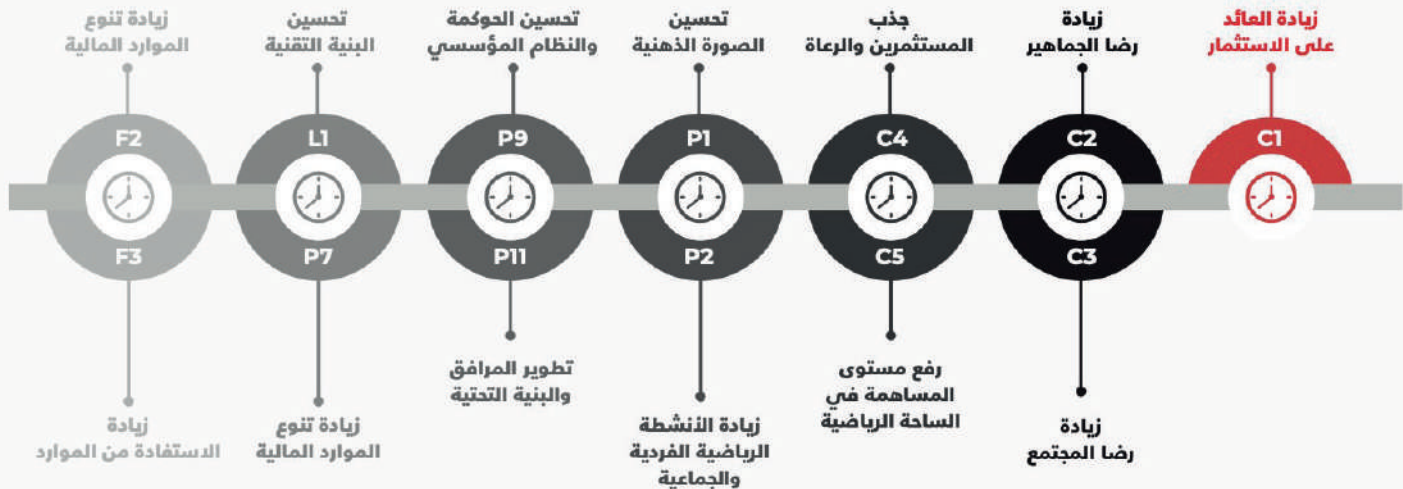 زيادة العائد
على الاستثمار
C1
زيادة
رضا الجماهير
C2
C3
زيادة
رضا المجتمع
جذب
المستثمرين والرعاة
C4
C5
رفع مستوى
المساهمة في
الساحة الرياضية
تحسين
الصورة الذهنية
P1
P2
زيادة الأنشطة
الرياضية الفردية
والجماعية
تحسين الحوكمة
والنظام المؤسسي
P9
P11
تطوير المرافق
والبنية التحتية
تحسين
البنية التقنية
L1
P7
زيادة تنوع
الموارد المالية
زيادة تنوع
الموارد المالية
F2
F3
زيادة
الاستفادة من الموارد